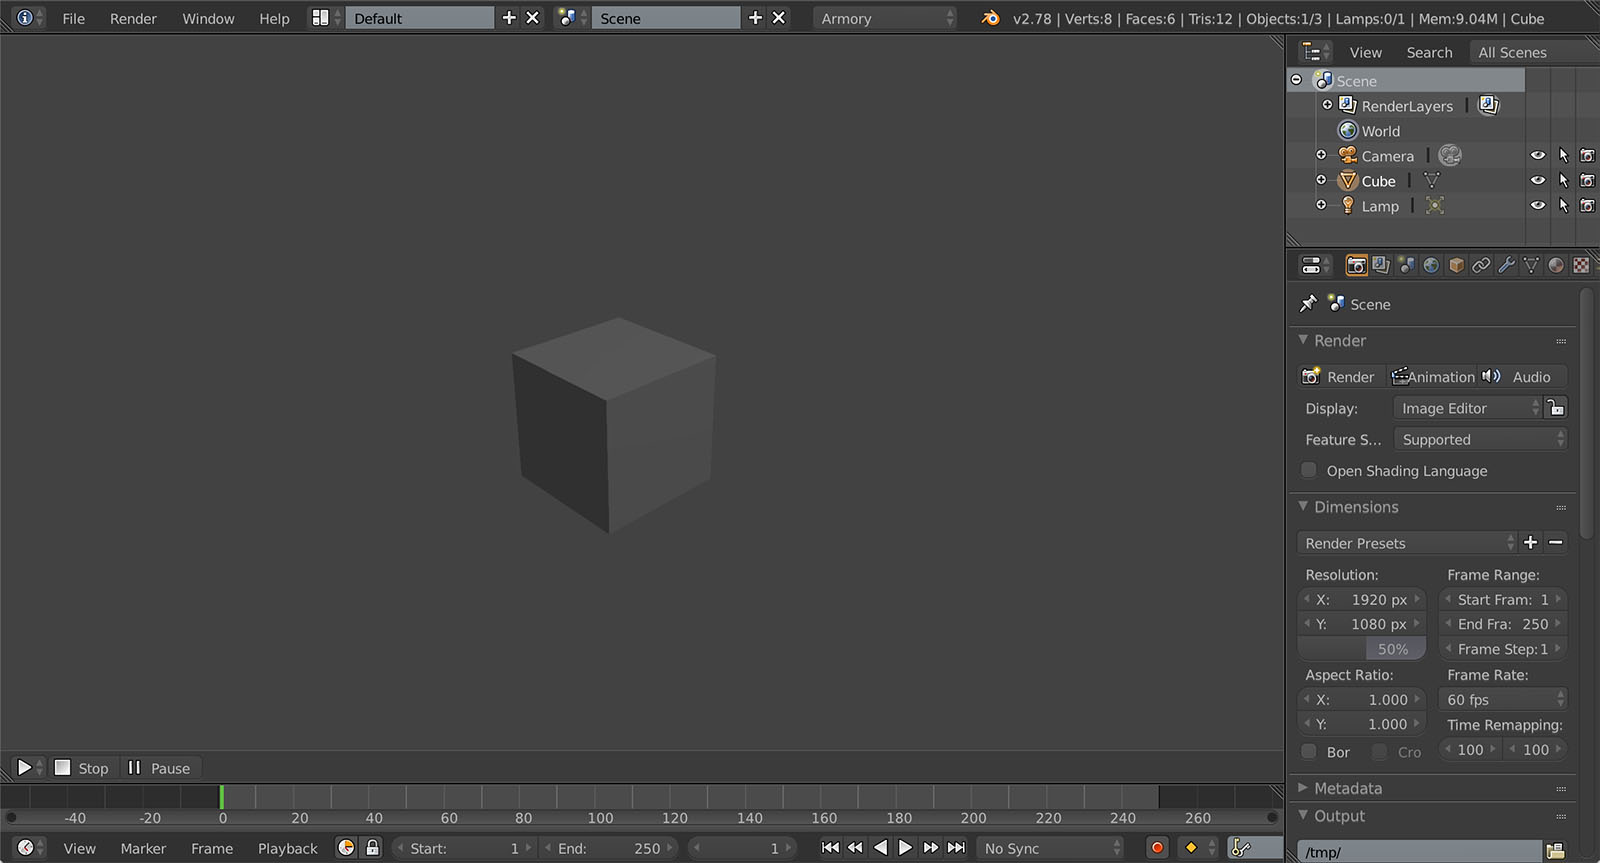 File Render Window Help Default Scene Armory v2.78 | Verts:8 | Faces:6 | Tris:12 | Objects:1/3 | Lamps:0/1 | Mem:9.04M | Cube
View Search All Scenes
Scene
RenderLayers
World
Camera
Cube
Lamp
Scene
Render
Render Animation Audio
Display: Image Editor
Feature S... Supported
Open Shading Language
Dimensions
Render Presets
Resolution: Frame Range:
X: 1920 px Start Fram: 1
Y: 1080 px End Fra: 250
50% Frame Step: 1
Aspect Ratio: Frame Rate:
X: 1.000 60 fps
Y: 1.000 Time Remapping:
Bor Cro 100 100
Metadata
Output
/tmp/
Stop Pause
-40 -20 0 20 40 60 80 100 120 140 160 180 200 220 240 260
View Marker Frame Playback Start: 1 End: 250 1 No Sync